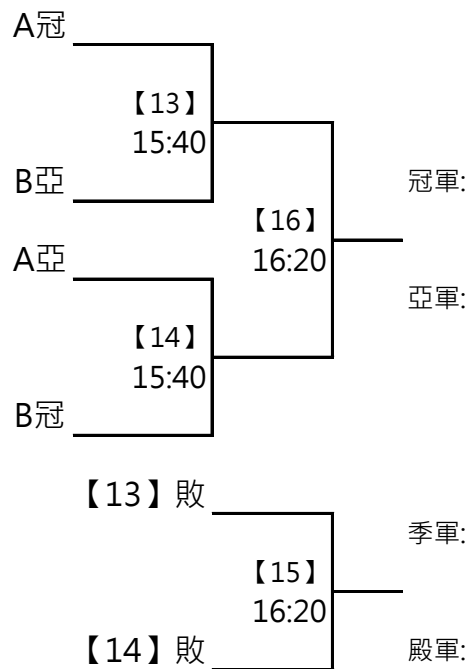 A冠
【13】
15:40
B亞
冠軍:
【16】
16:20
A亞
亞軍:
【14】
15:40
B冠
【13】敗
季軍:
【15】
16:20
【14】敗
殿軍: